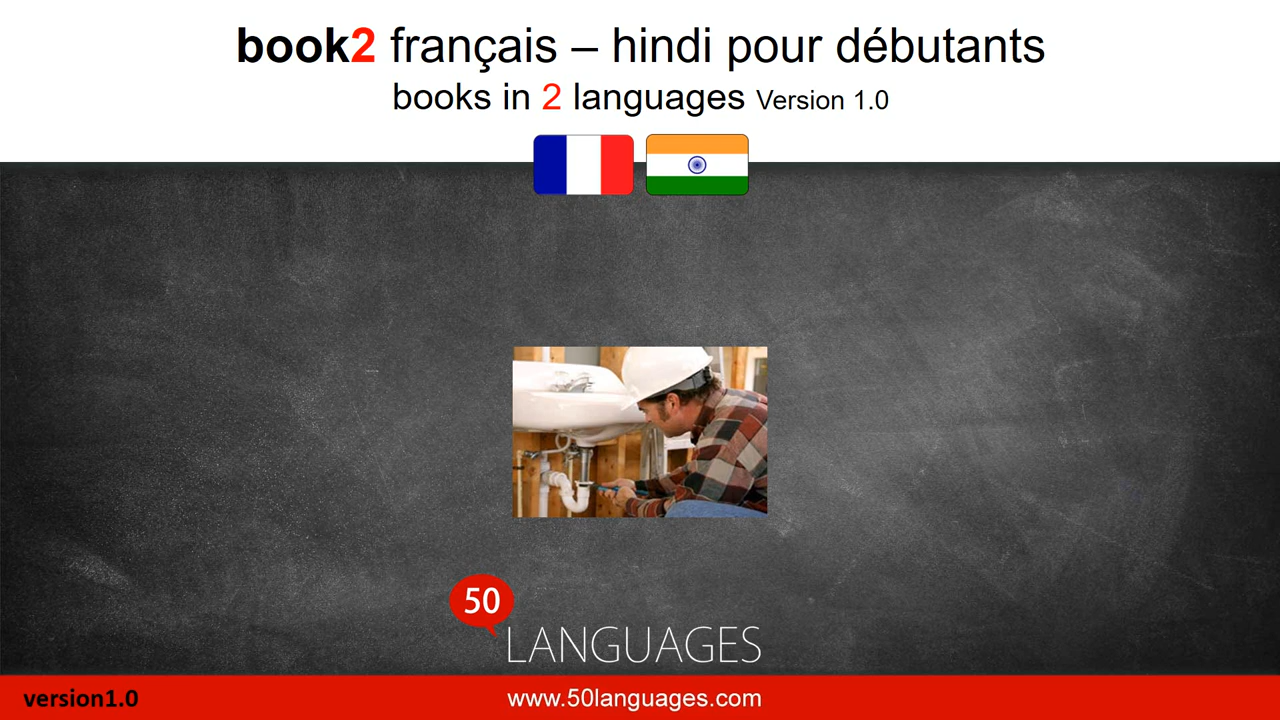 book2 français – hindi pour débutants
books in 2 languages Version 1.0
50
LANGUAGES
version1.0
www.50languages.com